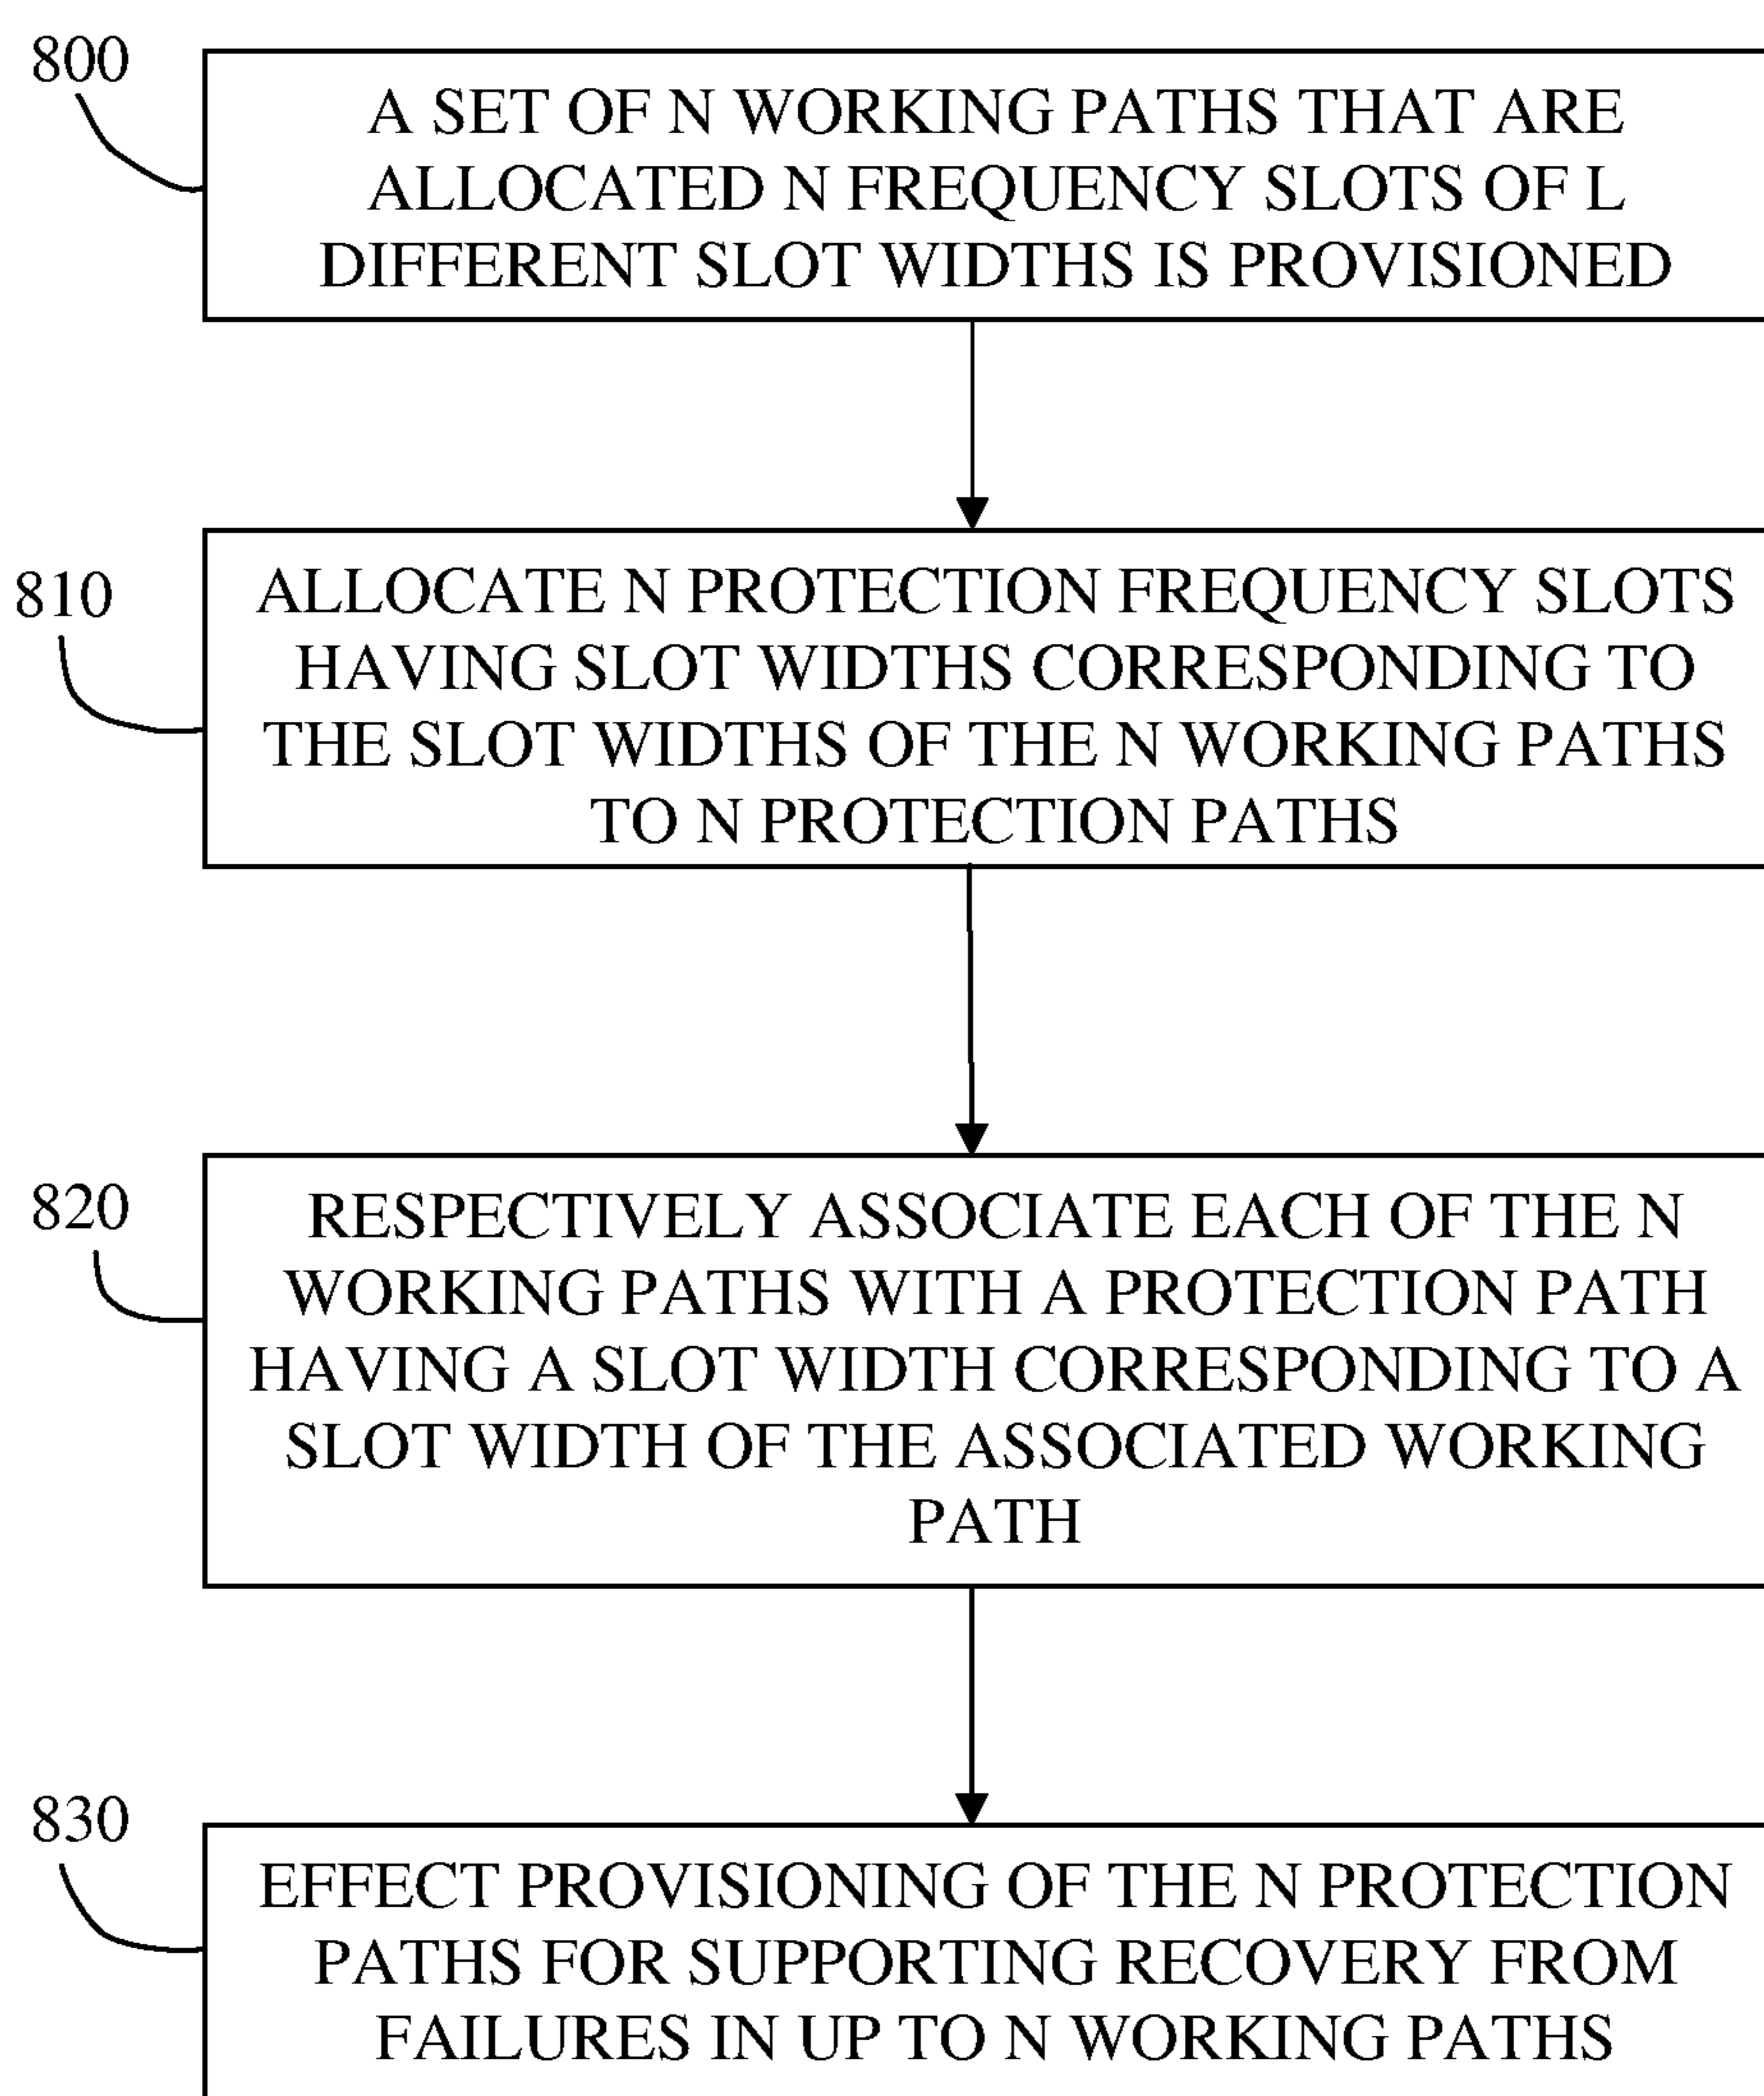 800
A SET OF N WORKING PATHS THAT ARE
ALLOCATED N FREQUENCY SLOTS OF L
DIFFERENT SLOT WIDTHS IS PROVISIONED
810
ALLOCATE N PROTECTION FREQUENCY SLOTS
HAVING SLOT WIDTHS CORRESPONDING TO
THE SLOT WIDTHS OF THE N WORKING PATHS
TO N PROTECTION PATHS
820
RESPECTIVELY ASSOCIATE EACH OF THE N
WORKING PATHS WITH A PROTECTION PATH
HAVING A SLOT WIDTH CORRESPONDING TO A
SLOT WIDTH OF THE ASSOCIATED WORKING
PATH
830
EFFECT PROVISIONING OF THE N PROTECTION
PATHS FOR SUPPORTING RECOVERY FROM
FAILURES IN UP TO N WORKING PATHS